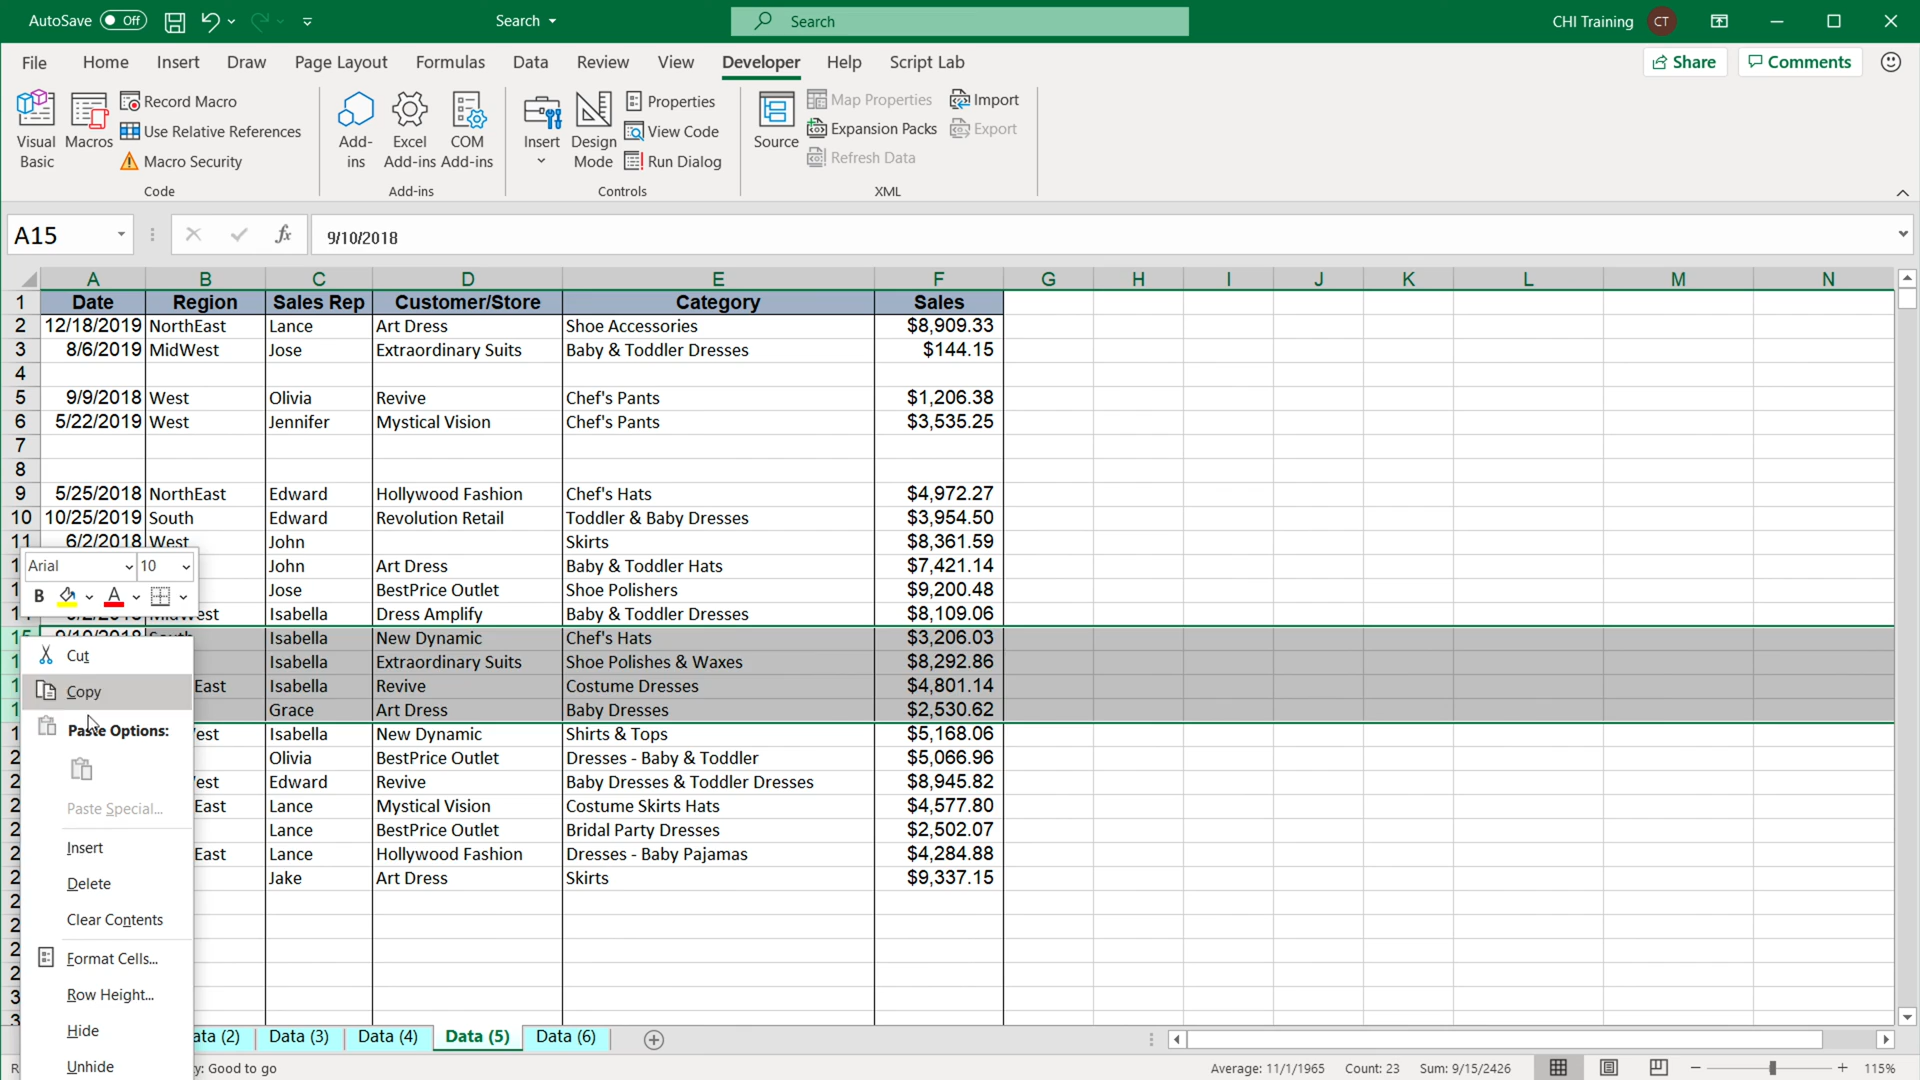 AutoSave Off Search Search CHI Training CT
File Home Insert Draw Page Layout Formulas Data Review View Developer Help Script Lab Share Comments
Visual Basic Macros Record Macro Use Relative References Macro Security Code
Add-ins Excel Add-ins COM Add-ins Add-ins
Insert Design Mode Properties View Code Run Dialog Controls
Source Map Properties Expansion Packs Refresh Data Import Export XML
A15 fx 9/10/2018
A B C D E F G H I J K L M N
1 Date Region Sales Rep Customer/Store Category Sales
2 12/18/2019 NorthEast Lance Art Dress Shoe Accessories $8,909.33
3 8/6/2019 MidWest Jose Extraordinary Suits Baby & Toddler Dresses $144.15
4
5 9/9/2018 West Olivia Revive Chef's Pants $1,206.38
6 5/22/2019 West Jennifer Mystical Vision Chef's Pants $3,535.25
7
8
9 5/25/2018 NorthEast Edward Hollywood Fashion Chef's Hats $4,972.27
10 10/25/2019 South Edward Revolution Retail Toddler & Baby Dresses $3,954.50
11 6/2/2018 West John Skirts $8,361.59
John Art Dress Baby & Toddler Hats $7,421.14
Jose BestPrice Outlet Shoe Polishers $9,200.48
Isabella Dress Amplify Baby & Toddler Dresses $8,109.06
15 9/10/2018 South Isabella New Dynamic Chef's Hats $3,206.03
Isabella Extraordinary Suits Shoe Polishes & Waxes $8,292.86
East Isabella Revive Costume Dresses $4,801.14
Grace Art Dress Baby Dresses $2,530.62
est Isabella New Dynamic Shirts & Tops $5,168.06
Olivia BestPrice Outlet Dresses - Baby & Toddler $5,066.96
est Edward Revive Baby Dresses & Toddler Dresses $8,945.82
East Lance Mystical Vision Costume Skirts Hats $4,577.80
Lance BestPrice Outlet Bridal Party Dresses $2,502.07
East Lance Hollywood Fashion Dresses - Baby Pajamas $4,284.88
Jake Art Dress Skirts $9,337.15
Arial 10
B A
Cut
Copy
Paste Options:
Paste Special...
Insert
Delete
Clear Contents
Format Cells...
Row Height...
Hide
Unhide
ata (2) Data (3) Data (4) Data (5) Data (6)
y: Good to go Average: 11/1/1965 Count: 23 Sum: 9/15/2426 115%